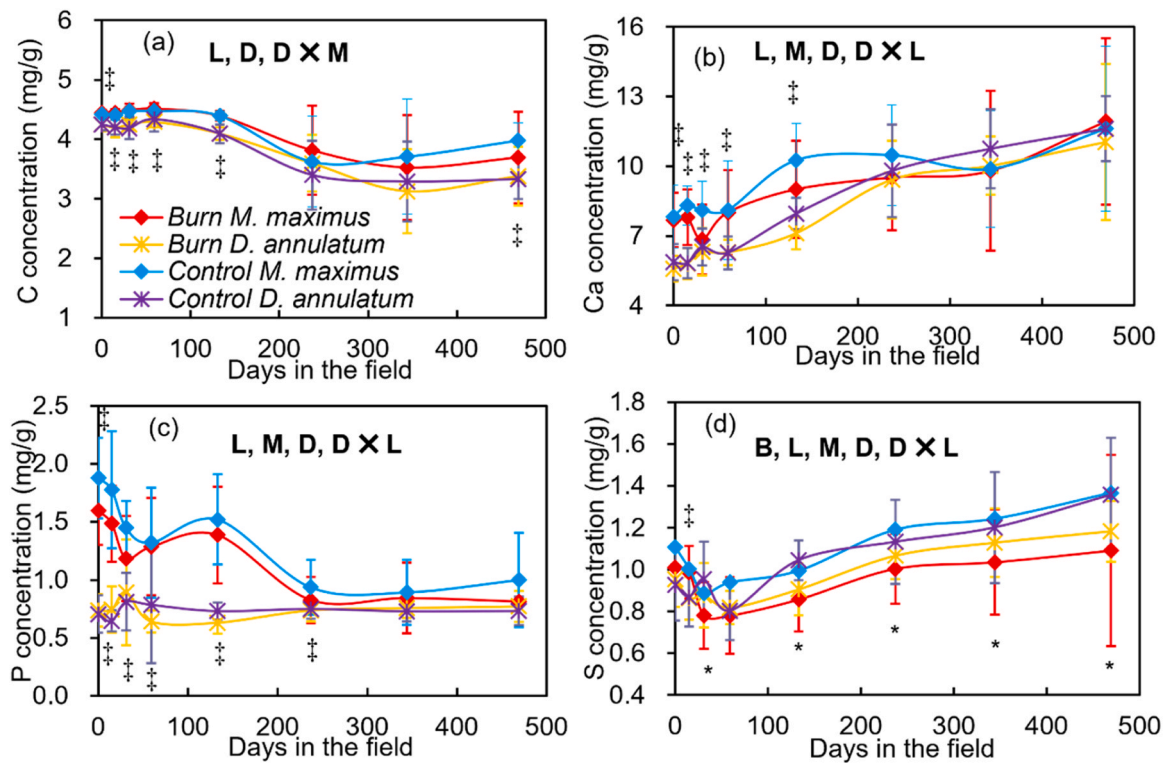 (a)
L, D, D × M
C concentration (mg/g)
6
5
4
3
2
1
‡
‡ ‡ ‡ ‡ ‡
Burn M. maximus
Burn D. annulatum
Control M. maximus
Control D. annulatum
0 100 200 300 400 500
Days in the field
(b)
L, M, D, D × L
Ca concentration (mg/g)
16
13
10
7
4
‡ ‡ ‡ ‡ ‡
0 100 200 300 400 500
Days in the field
(c)
L, M, D, D × L
P concentration (mg/g)
2.5
2.0
1.5
1.0
0.5
0.0
‡
‡ ‡ ‡ ‡ ‡
0 100 200 300 400 500
Days in the field
(d)
B, L, M, D, D × L
S concentration (mg/g)
1.8
1.6
1.4
1.2
1.0
0.8
0.6
0.4
‡
* * * * *
0 100 200 300 400 500
Days in the field